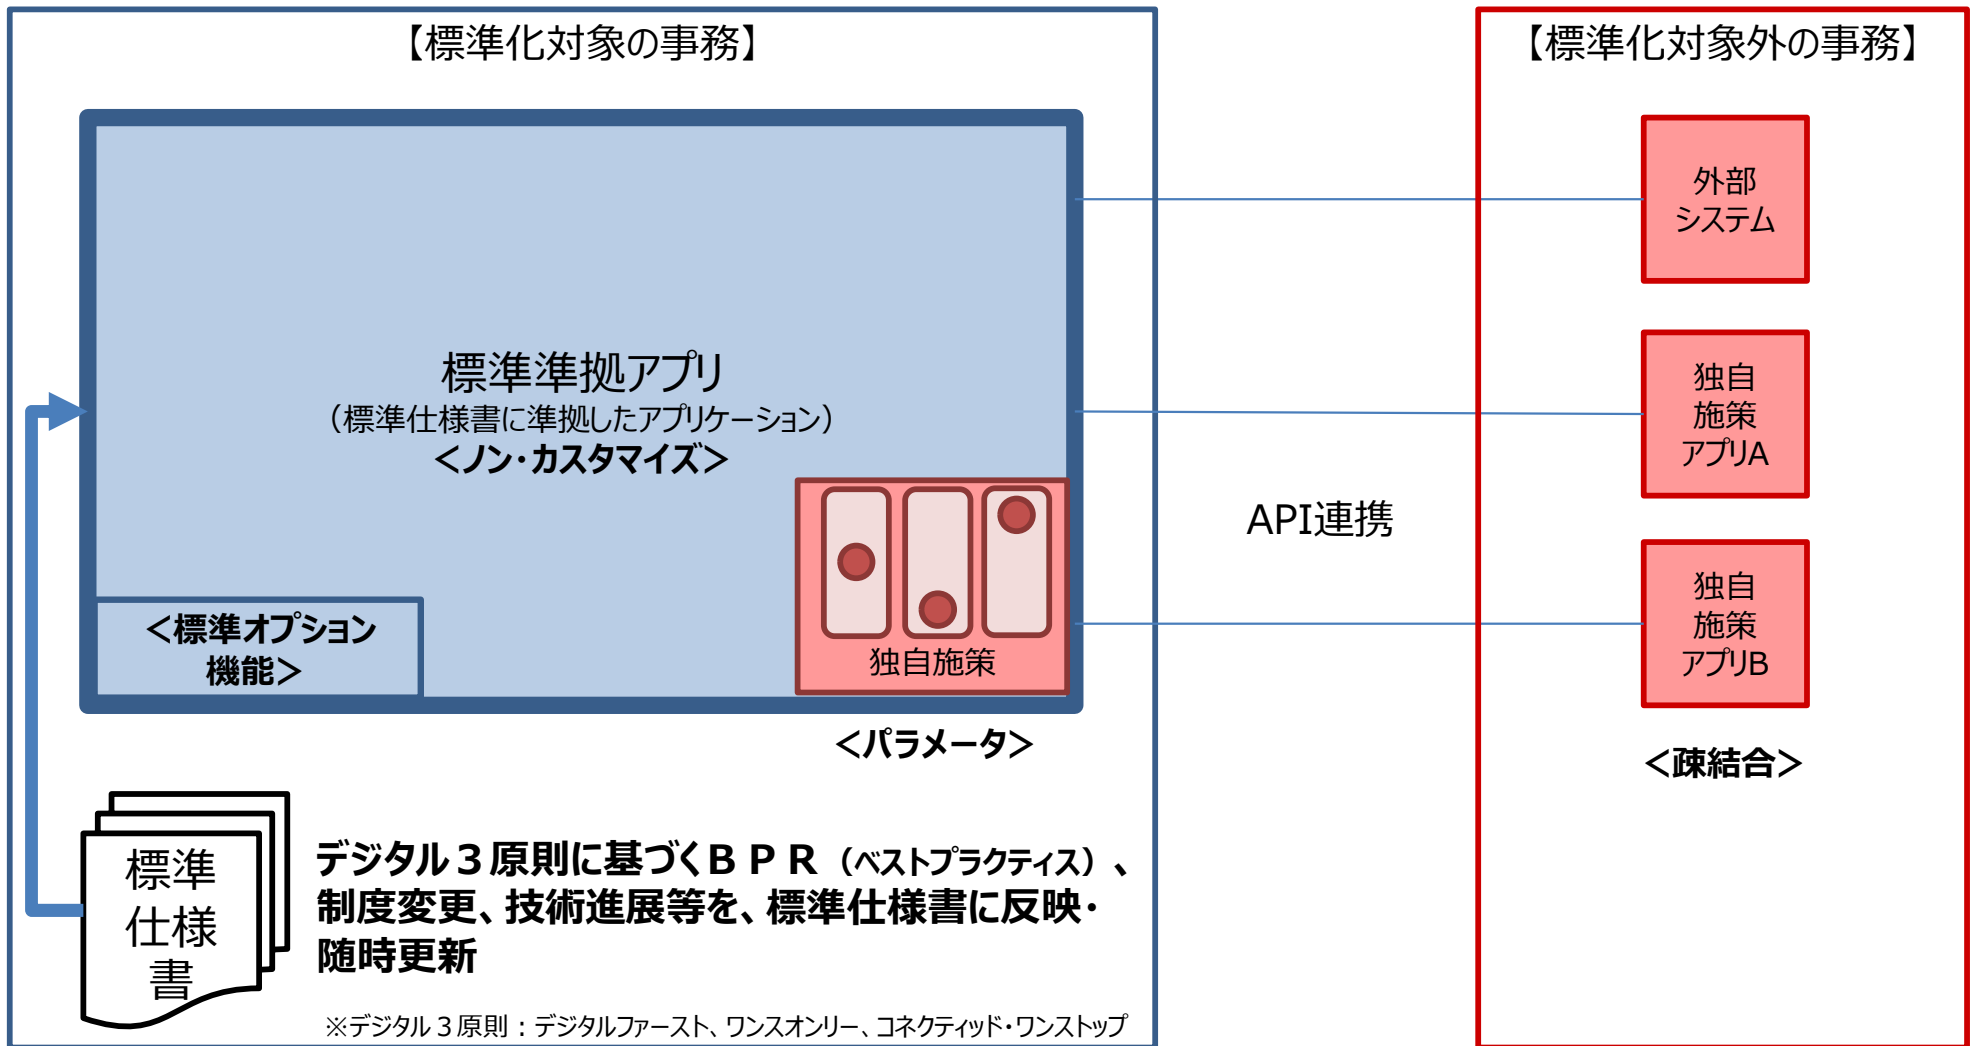 【標準化対象の事務】
標準準拠アプリ
（標準仕様書に準拠したアプリケーション）
＜ノン・カスタマイズ＞
＜標準オプション
機能＞
独自施策
＜パラメータ＞
標準
仕様
書
デジタル３原則に基づくＢＰＲ（ベストプラクティス）、
制度変更、技術進展等を、標準仕様書に反映・
随時更新
※デジタル３原則：デジタルファースト、ワンスオンリー、コネクティッド・ワンストップ
API連携
【標準化対象外の事務】
外部
システム
独自
施策
アプリA
独自
施策
アプリB
＜疎結合＞